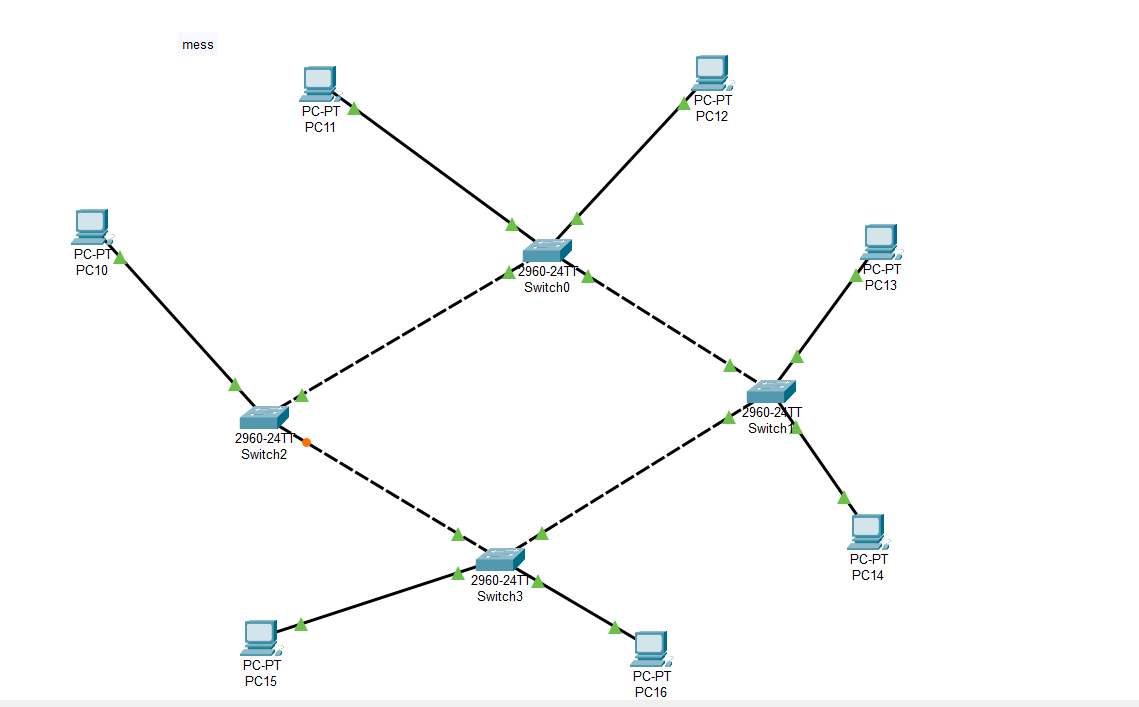 mess
PC-PT
PC11
PC-PT
PC12
PC-PT
PC10
PC-PT
PC13
2960-24TT
Switch0
2960-24TT
Switch1
2960-24TT
Switch2
PC-PT
PC14
2960-24TT
Switch3
PC-PT
PC15
PC-PT
PC16